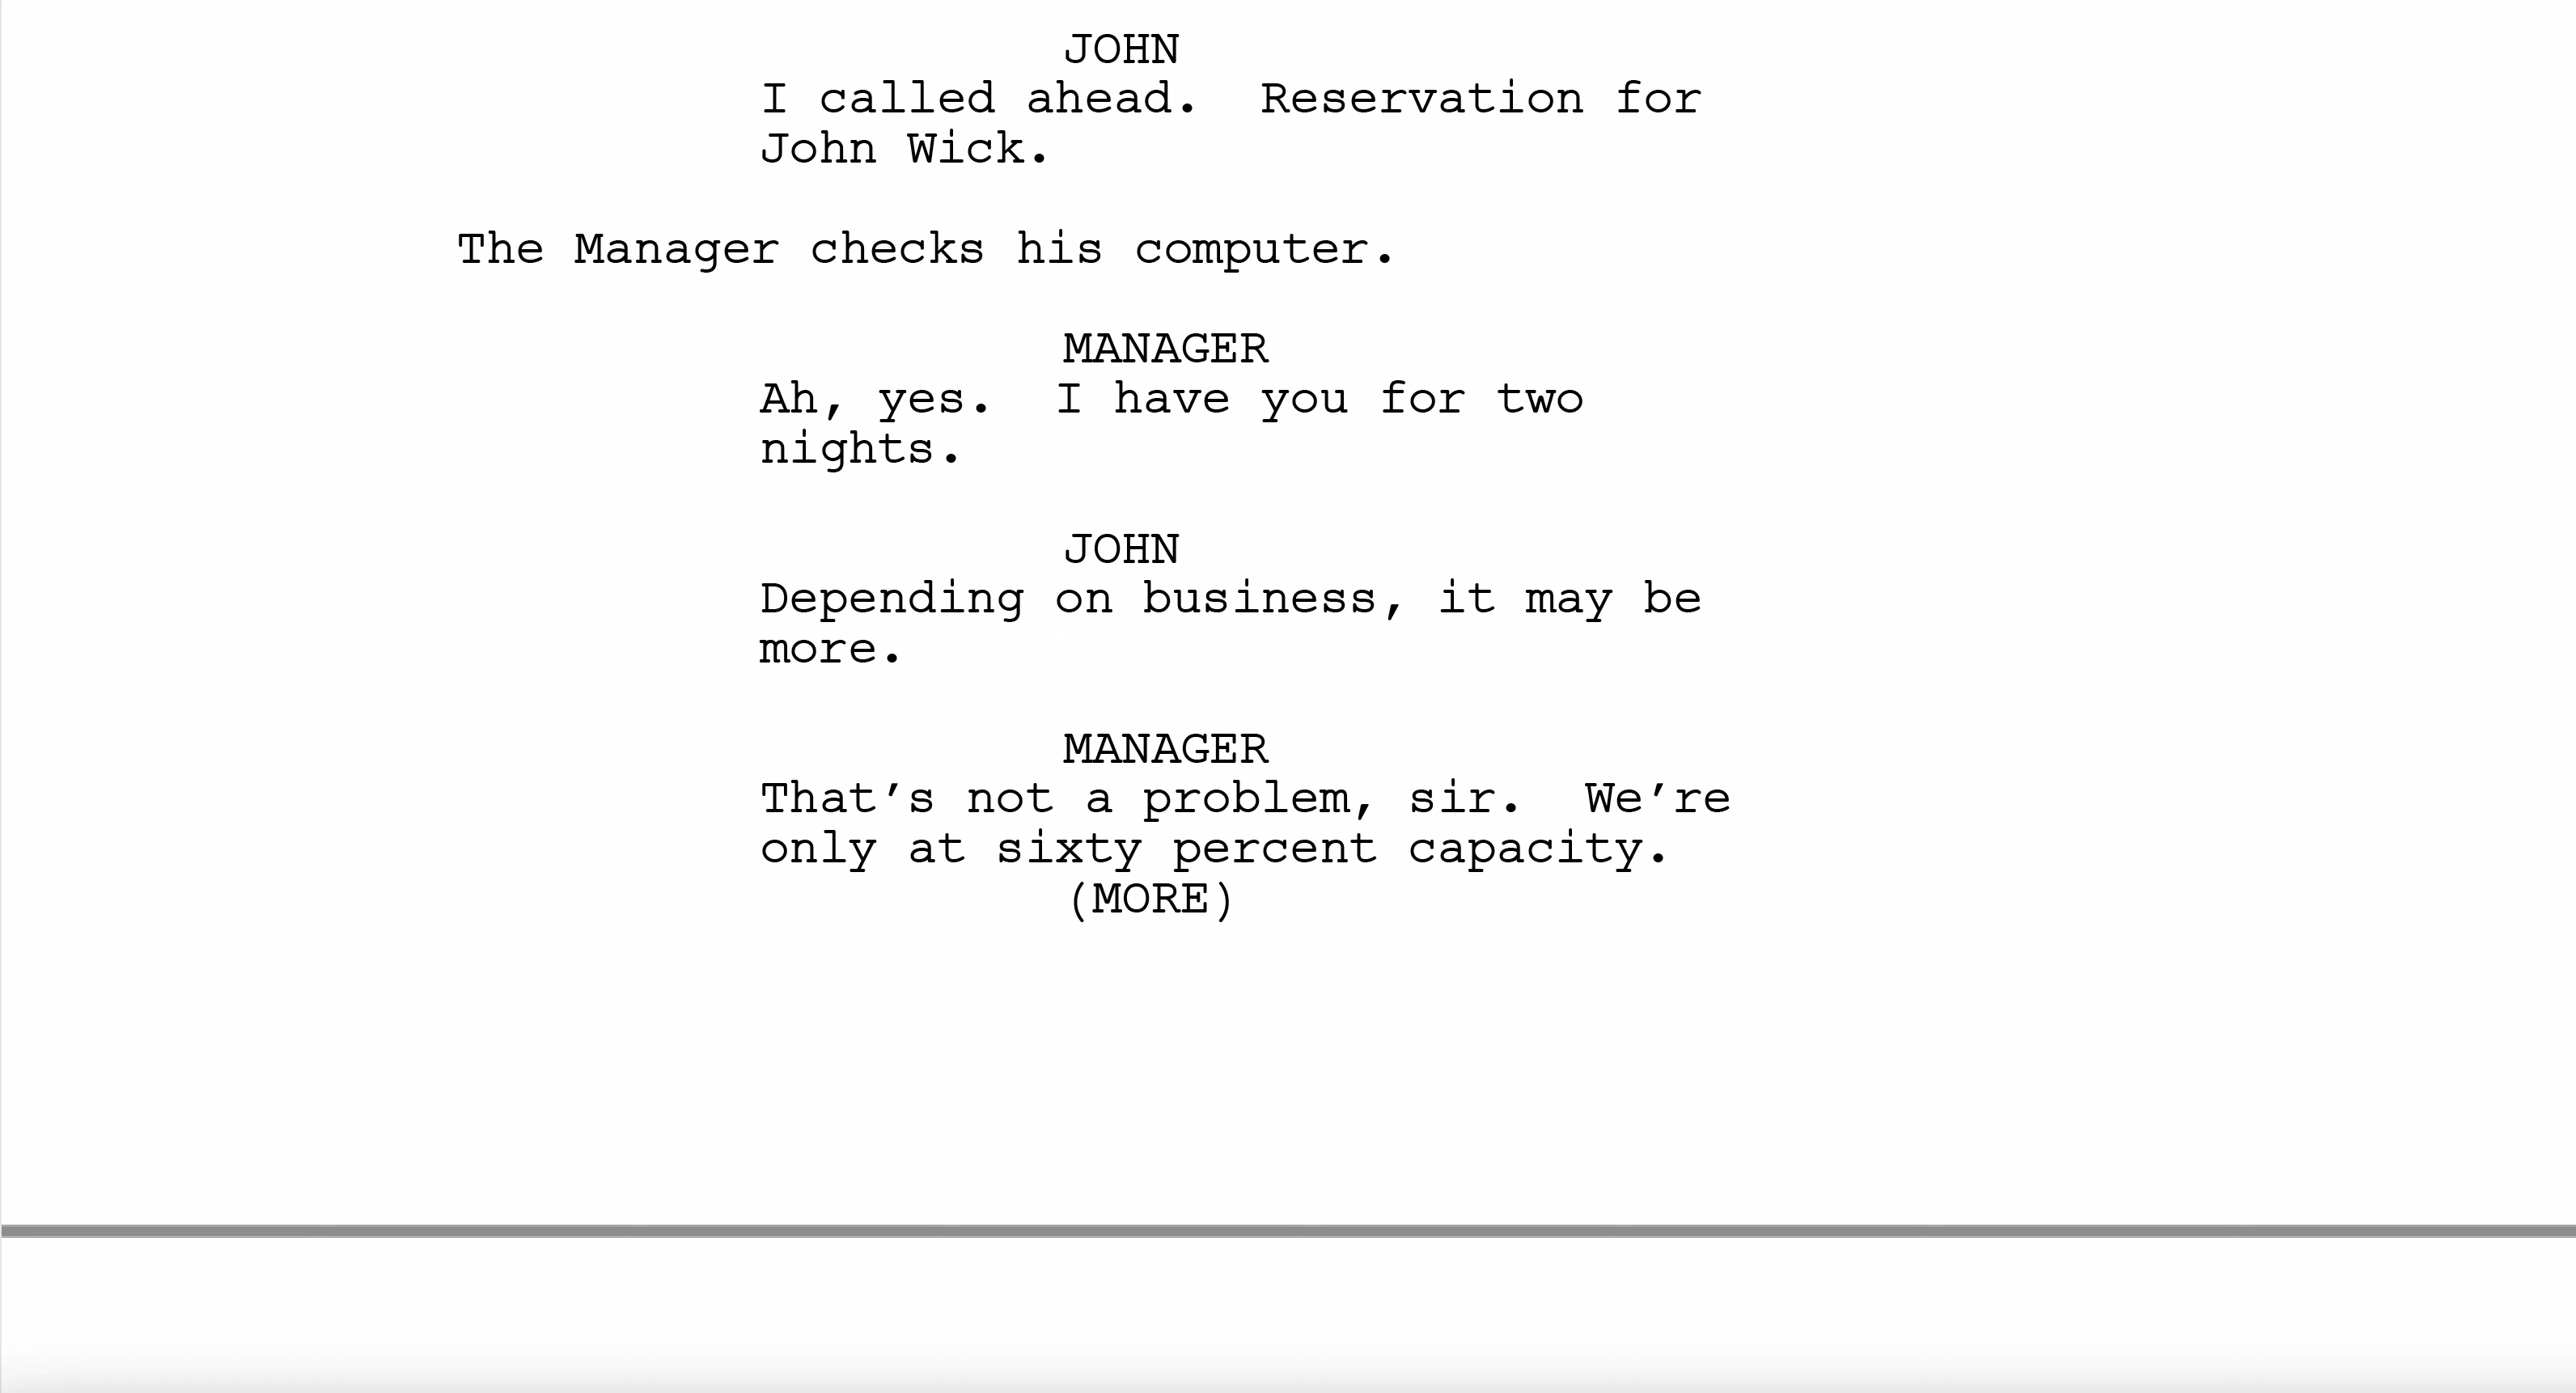 JOHN
I called ahead.  Reservation for
John Wick.
The Manager checks his computer.
MANAGER
Ah, yes.  I have you for two
nights.
JOHN
Depending on business, it may be
more.
MANAGER
That’s not a problem, sir.  We’re
only at sixty percent capacity.
(MORE)